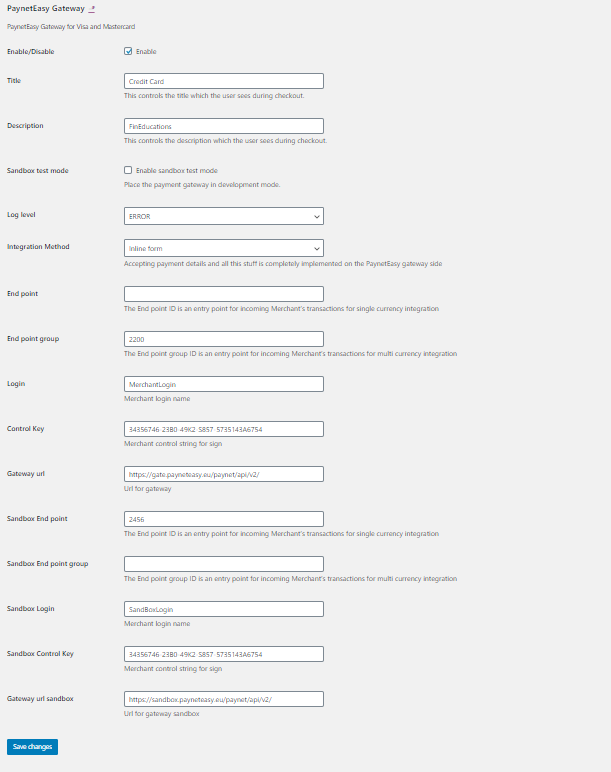 PaynetEasy Gateway
PaynetEasy Gateway for Visa and Mastercard
Enable/Disable
Enable
Title
Credit Card
This controls the title which the user sees during checkout.
Description
FinEducations
This controls the description which the user sees during checkout.
Sandbox test mode
Enable sandbox test mode
Place the payment gateway in development mode.
Log level
ERROR
Integration Method
Inline form
Accepting payment details and all this stuff is completely implemented on the PaynetEasy gateway side
End point
The End point ID is an entry point for incoming Merchant's transactions for single currency integration
End point group
2200
The End point group ID is an entry point for incoming Merchant's transactions for multi currency integration
Login
MerchantLogin
Merchant login name
Control Key
34356746-23B0-49K2-S857-5735143A6754
Merchant control string for sign
Gateway url
https://gate.payneteasy.eu/paynet/api/v2/
Url for gateway
Sandbox End point
2456
The End point ID is an entry point for incoming Merchant's transactions for single currency integration
Sandbox End point group
The End point group ID is an entry point for incoming Merchant's transactions for multi currency integration
Sandbox Login
SandBoxLogin
Merchant login name
Sandbox Control Key
34356746-23B0-49K2-S857-5735143A6754
Merchant control string for sign
Gateway url sandbox
https://sandbox.payneteasy.eu/paynet/api/v2/
Url for gateway sandbox
Save changes